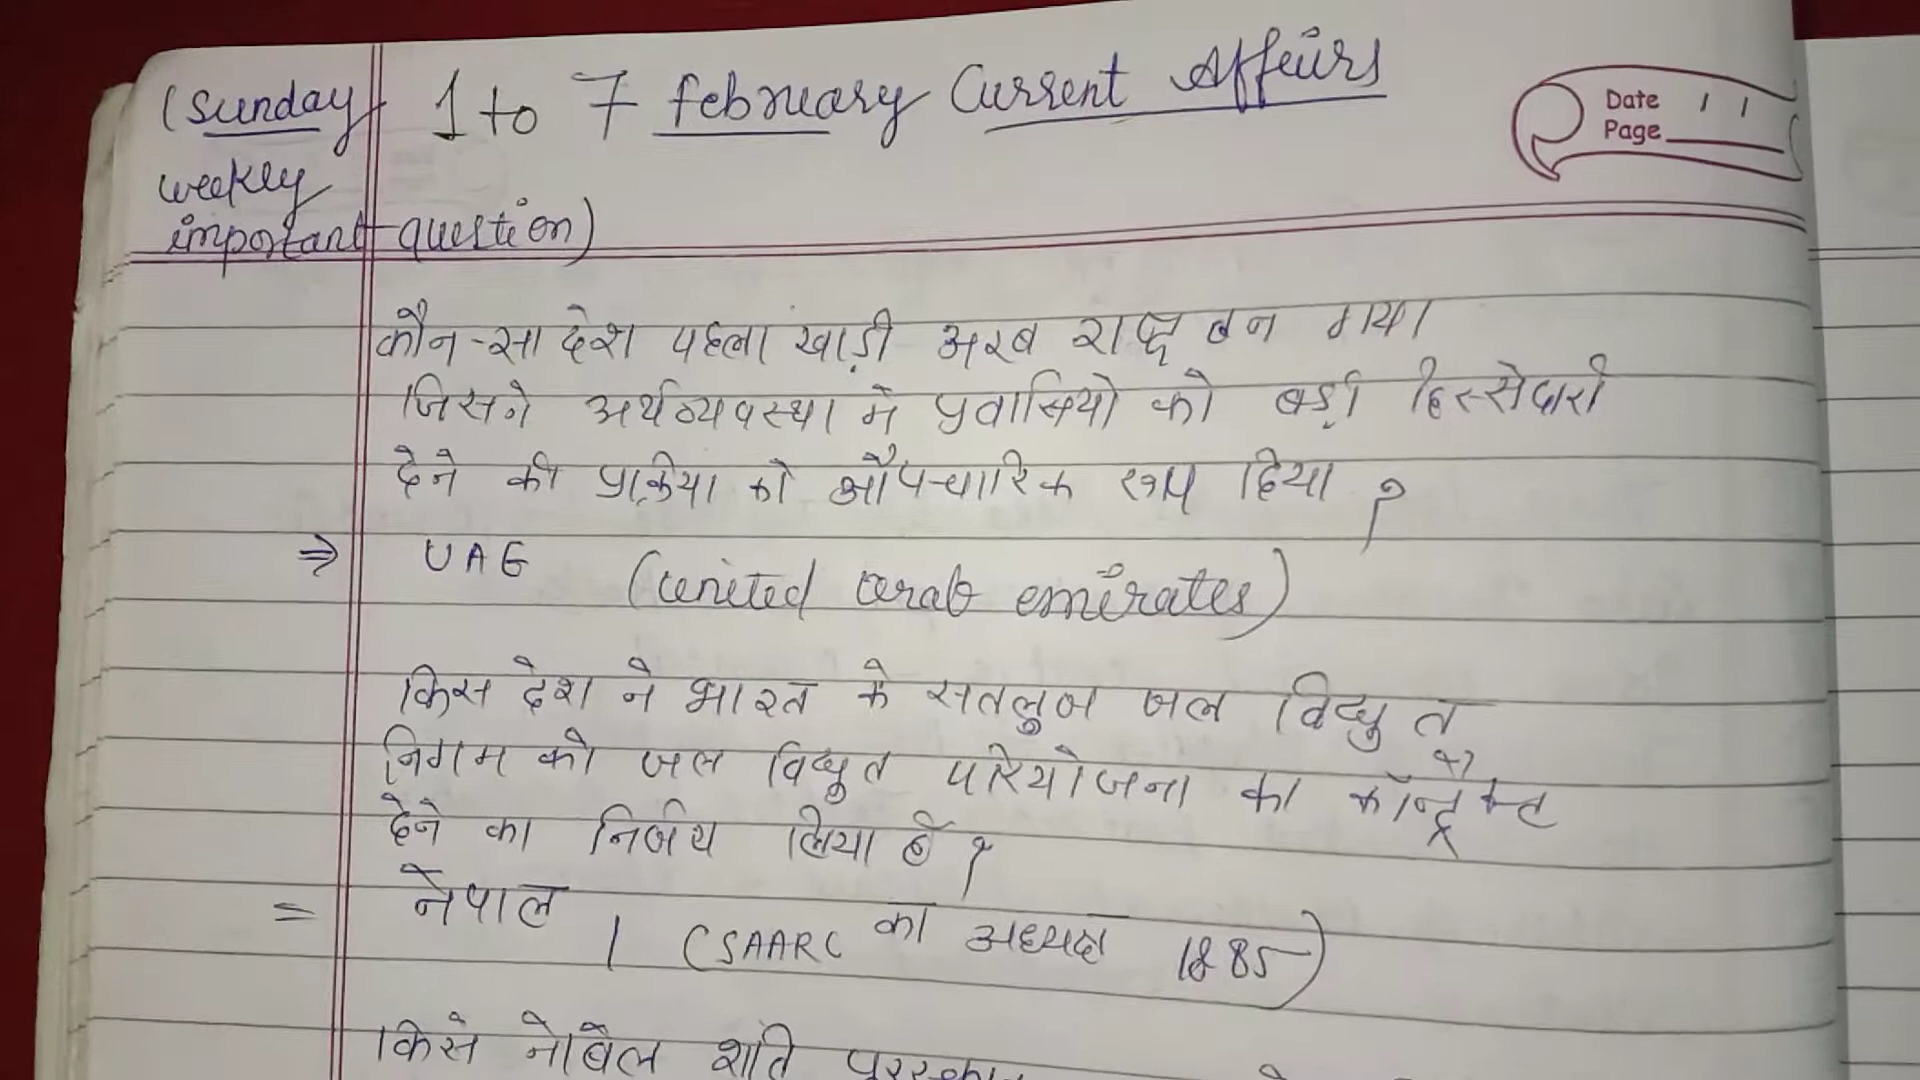 (Sunday 1 to 7 February Current Affeirs
weekly
important question)
Date
Page
कौन-सा देश पहला खाड़ी अरब राष्ट्र बन गया
जिसने अर्थव्यवस्था मे प्रवासियो को बड़ी हिस्सेदारी
देने की प्रक्रिया को औपचारिक रूप दिया ?
⇒ UAE (united arab emirates)
किस देश ने भारत के सतलुज जल विद्युत
निगम को जल विद्युत परियोजना का
देने का निर्णय लिया है ?
= नेपाल | (SAARC का अध्यक्ष 1885)
किसे नोबेल शांति